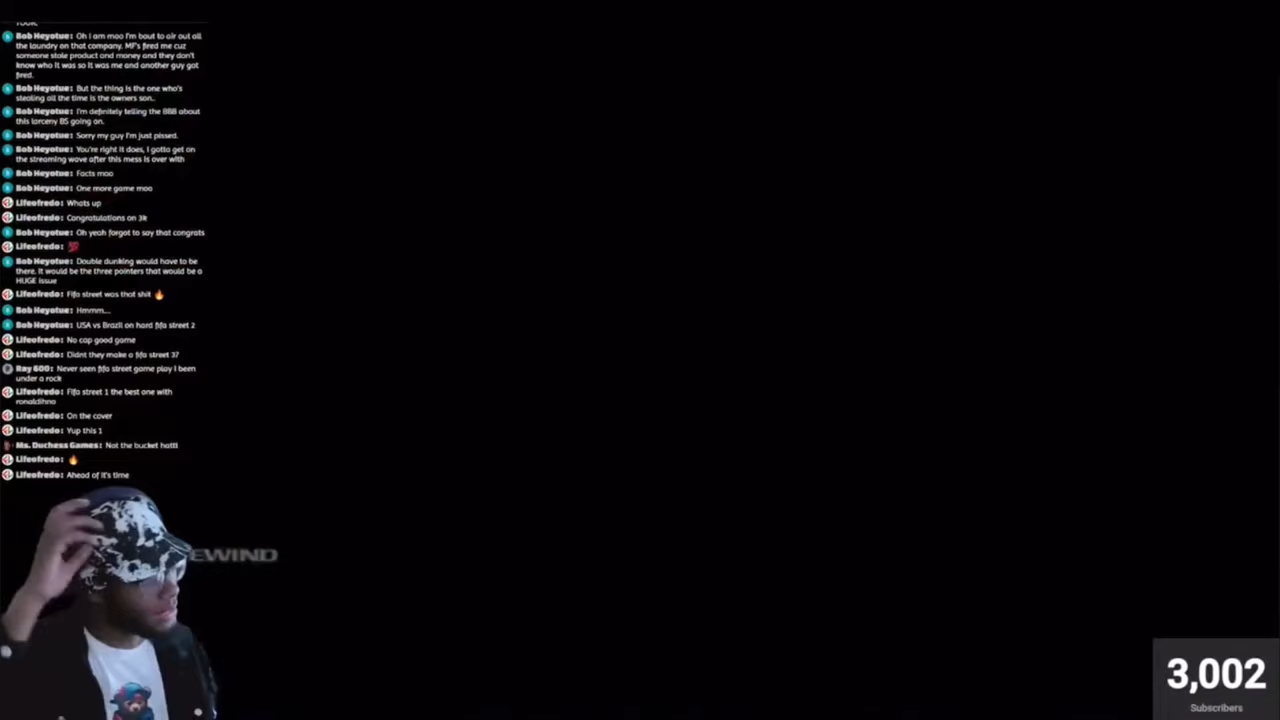 Bob Heyotue: Oh I am moo I'm bout to air out all
the laundry on that company. MF's fired me cuz
someone stole product and money and they don't
know who it was so it was me and another guy got
fired.
Bob Heyotue: But the thing is the one who's
stealing all the time is the owners son..
Bob Heyotue: I'm definitely telling the BBB about
this larceny BS going on.
Bob Heyotue: Sorry my guy I'm just pissed.
Bob Heyotue: You're right it does, I gotta get on
the streaming wave after this mess is over with
Bob Heyotue: Facts moo
Bob Heyotue: One more game moo
Lifeofredo: Whats up
Lifeofredo: Congratulations on 3k
Bob Heyotue: Oh yeah forgot to say that congrats
Lifeofredo: 💯
Bob Heyotue: Double dunking would have to be
there. It would be the three pointers that would be a
HUGE issue
Lifeofredo: Fifa street was that shit 🔥
Bob Heyotue: Hmmm...
Bob Heyotue: USA vs Brazil on hard fifa street 2
Lifeofredo: No cap good game
Lifeofredo: Didnt they make a fifa street 3?
Ray 600: Never seen fifa street game play I been
under a rock
Lifeofredo: Fifa street 1 the best one with
ronaldihno
Lifeofredo: On the cover
Lifeofredo: Yup this 1
Ms. Duchess Games: Not the bucket hat!!
Lifeofredo: 🔥
Lifeofredo: Ahead of it's time
EWIND
3,002
Subscribers